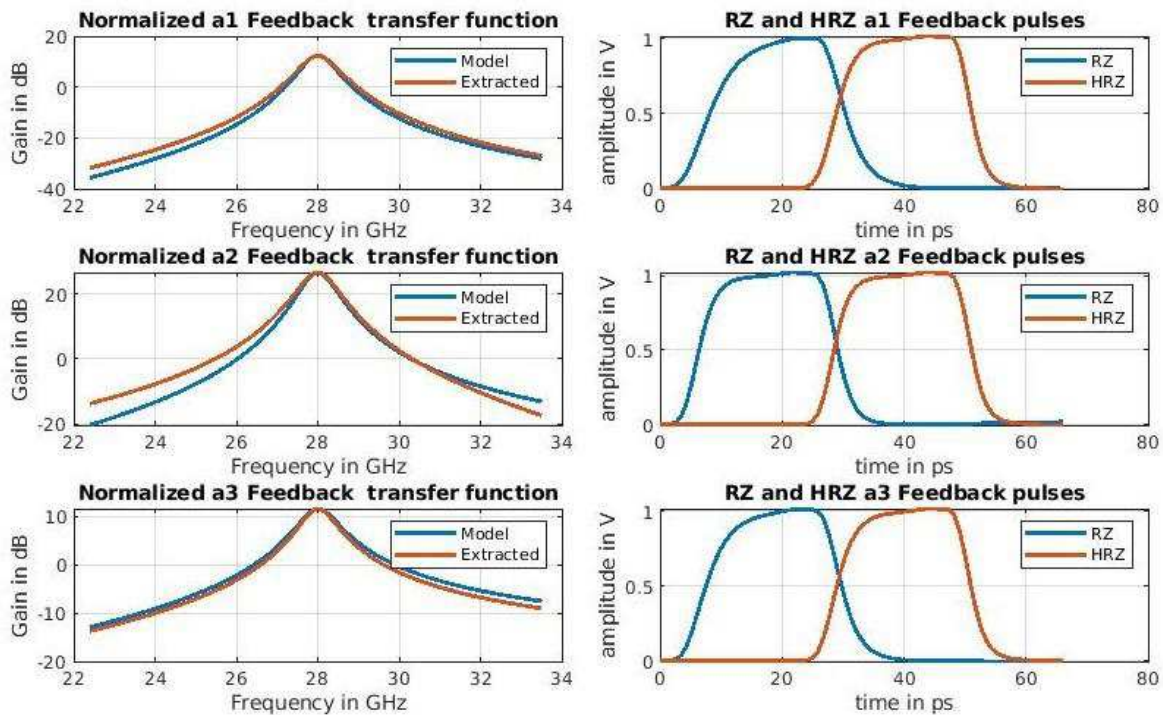 Normalized a1 Feedback  transfer function
20
0
-20
-40
Gain in dB
Model
Extracted
22 24 26 28 30 32 34
Frequency in GHz
RZ and HRZ a1 Feedback pulses
1
0.5
0
amplitude in V
RZ
HRZ
0 20 40 60 80
time in ps
Normalized a2 Feedback  transfer function
20
0
-20
Gain in dB
Model
Extracted
22 24 26 28 30 32 34
Frequency in GHz
RZ and HRZ a2 Feedback pulses
1
0.5
0
amplitude in V
RZ
HRZ
0 20 40 60 80
time in ps
Normalized a3 Feedback  transfer function
10
0
-10
-20
Gain in dB
Model
Extracted
22 24 26 28 30 32 34
Frequency in GHz
RZ and HRZ a3 Feedback pulses
1
0.5
0
amplitude in V
RZ
HRZ
0 20 40 60 80
time in ps